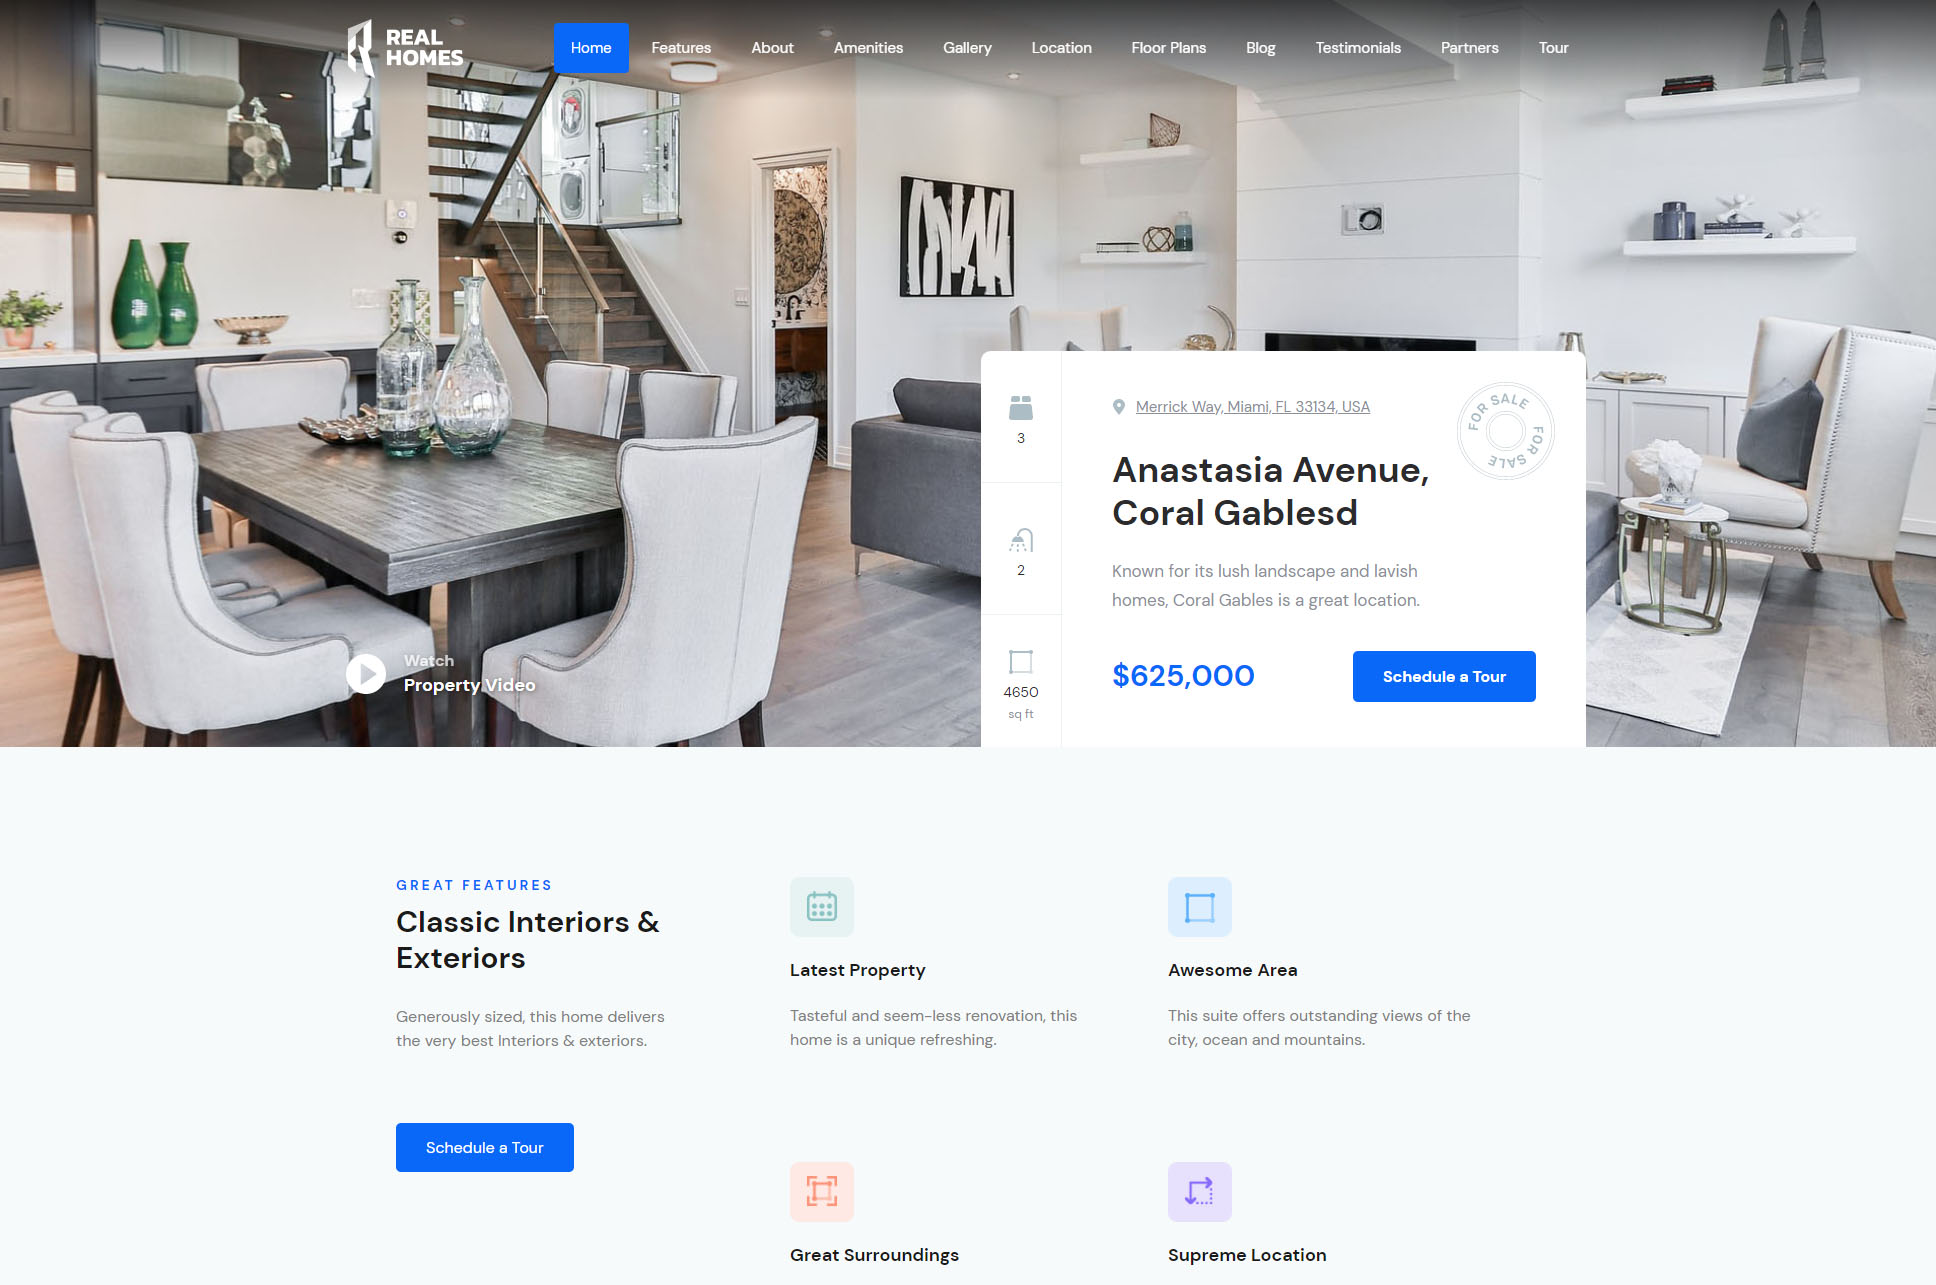 REAL
HOMES
Home
Features
About
Amenities
Gallery
Location
Floor Plans
Blog
Testimonials
Partners
Tour
Watch
Property Video
3
2
4650
sq ft
Merrick Way, Miami, FL 33134, USA
FOR SALE
FOR SALE
Anastasia Avenue,
Coral Gablesd
Known for its lush landscape and lavish
homes, Coral Gables is a great location.
$625,000
Schedule a Tour
GREAT FEATURES
Classic Interiors &
Exteriors
Generously sized, this home delivers
the very best Interiors & exteriors.
Schedule a Tour
Latest Property
Tasteful and seem-less renovation, this
home is a unique refreshing.
Awesome Area
This suite offers outstanding views of the
city, ocean and mountains.
Great Surroundings
Supreme Location